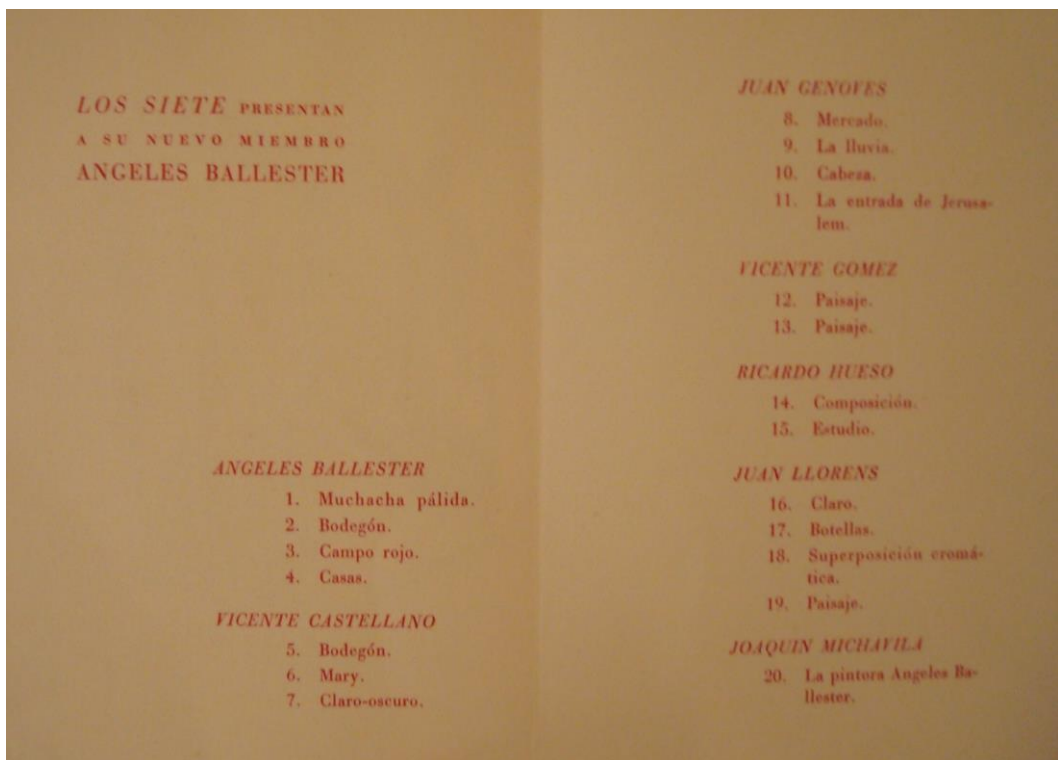 LOS SIETE PRESENTAN
A SU NUEVO MIEMBRO
ANGELES BALLESTER
ANGELES BALLESTER
1. Muchacha pálida.
2. Bodegón.
3. Campo rojo.
4. Casas.
VICENTE CASTELLANO
5. Bodegón.
6. Mary.
7. Claro-oscuro.
JUAN GENOVES
8. Mercado.
9. La lluvia.
10. Cabeza.
11. La entrada de Jerusa-
lem.
VICENTE GOMEZ
12. Paisaje.
13. Paisaje.
RICARDO HUESO
14. Composición.
15. Estudio.
JUAN LLORENS
16. Claro.
17. Botellas.
18. Superposición cromá-
tica.
19. Paisaje.
JOAQUIN MICHAVILA
20. La pintora Angeles Ba-
llester.